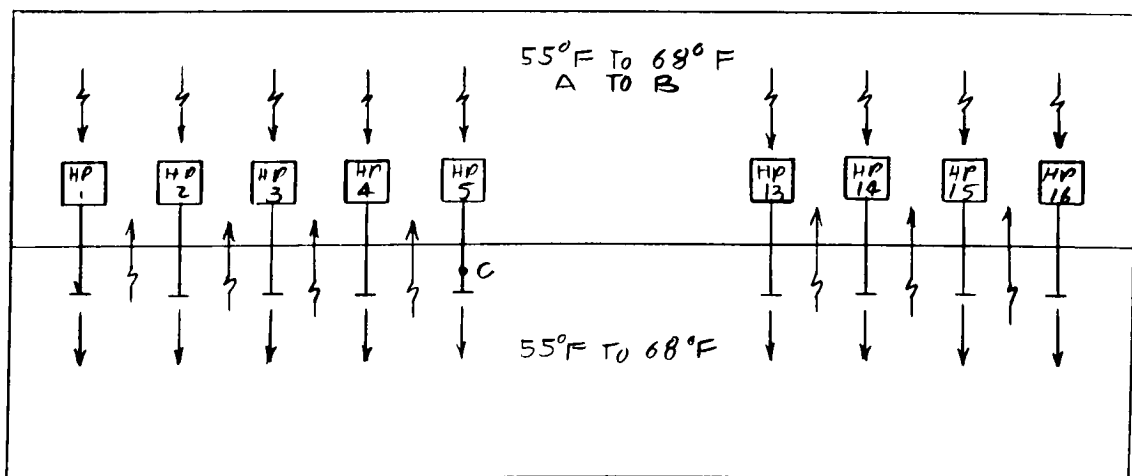 55°F TO 68°F
A TO B
HP 1
HP 2
HP 3
HP 4
HP 5
HP 13
HP 14
HP 15
HP 16
C
55°F TO 68°F